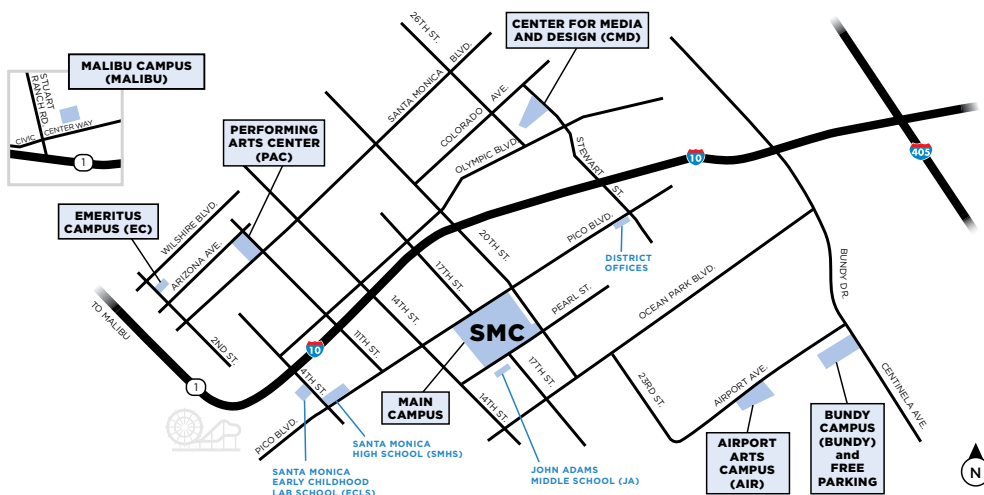 26TH ST.
SANTA MONICA BLVD.
CENTER FOR MEDIA
AND DESIGN (CMD)
MALIBU CAMPUS
(MALIBU)
STUART
RANCH RD.
CIVIC CENTER WAY
1
PERFORMING
ARTS CENTER
(PAC)
COLORADO AVE.
OLYMPIC BLVD.
STEWART ST.
10
405
EMERITUS
CAMPUS (EC)
WILSHIRE BLVD.
ARIZONA AVE.
20TH ST.
PICO BLVD.
DISTRICT
OFFICES
BUNDY DR.
17TH ST.
PEARL ST.
OCEAN PARK BLVD.
TO MALIBU
2ND ST.
14TH ST.
11TH ST.
SMC
10
1
4TH ST.
17TH ST.
23RD ST.
AIRPORT AVE.
CENTINELA AVE.
MAIN
CAMPUS
14TH ST.
PICO BLVD.
SANTA MONICA
HIGH SCHOOL (SMHS)
SANTA MONICA
EARLY CHILDHOOD
LAB SCHOOL (ECLS)
JOHN ADAMS
MIDDLE SCHOOL (JA)
AIRPORT
ARTS
CAMPUS
(AIR)
BUNDY
CAMPUS
(BUNDY)
and
FREE
PARKING
N